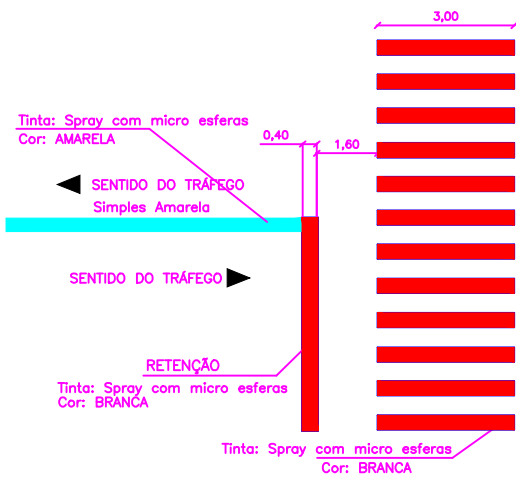 3,00
Tinta: Spray com micro esferas
Cor: AMARELA
0,40
1,60
SENTIDO DO TRÁFEGO
Simples Amarela
SENTIDO DO TRÁFEGO
RETENÇÃO
Tinta: Spray com micro esferas
Cor: BRANCA
Tinta: Spray com micro esferas
Cor: BRANCA